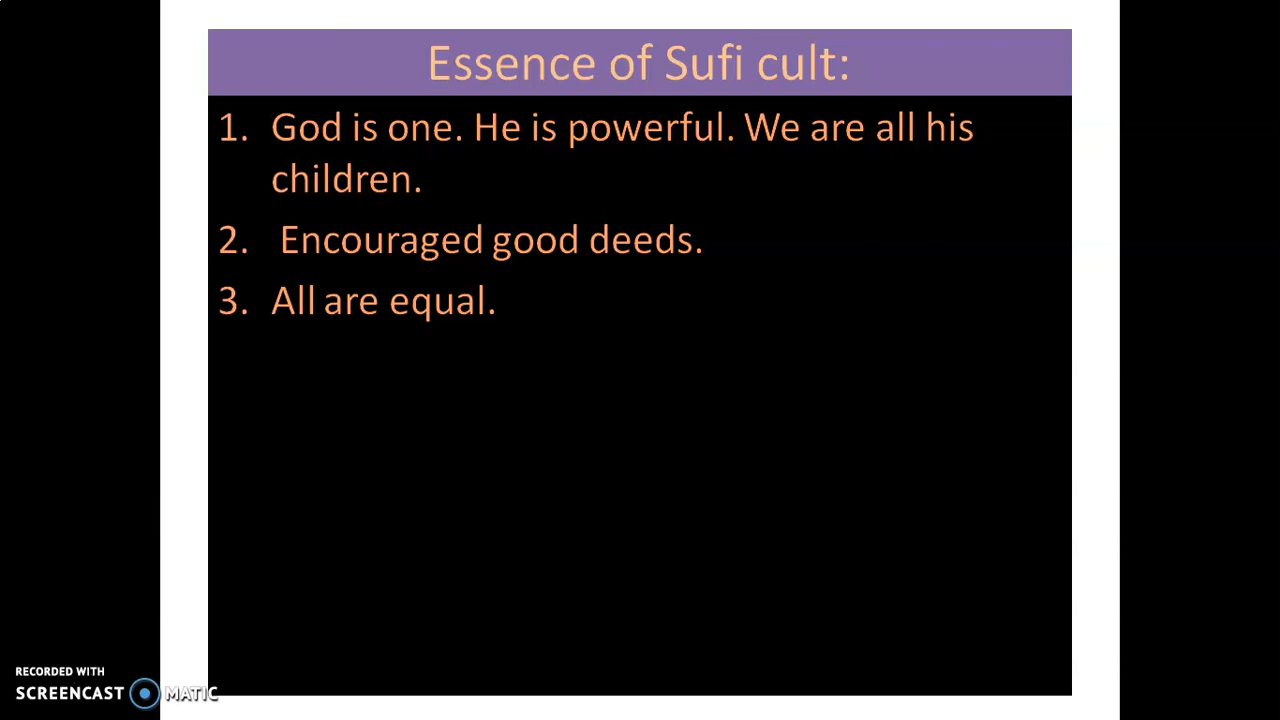 Essence of Sufi cult:
1. God is one. He is powerful. We are all his
children.
2. Encouraged good deeds.
3. All are equal.
RECORDED WITH
SCREENCAST MATIC